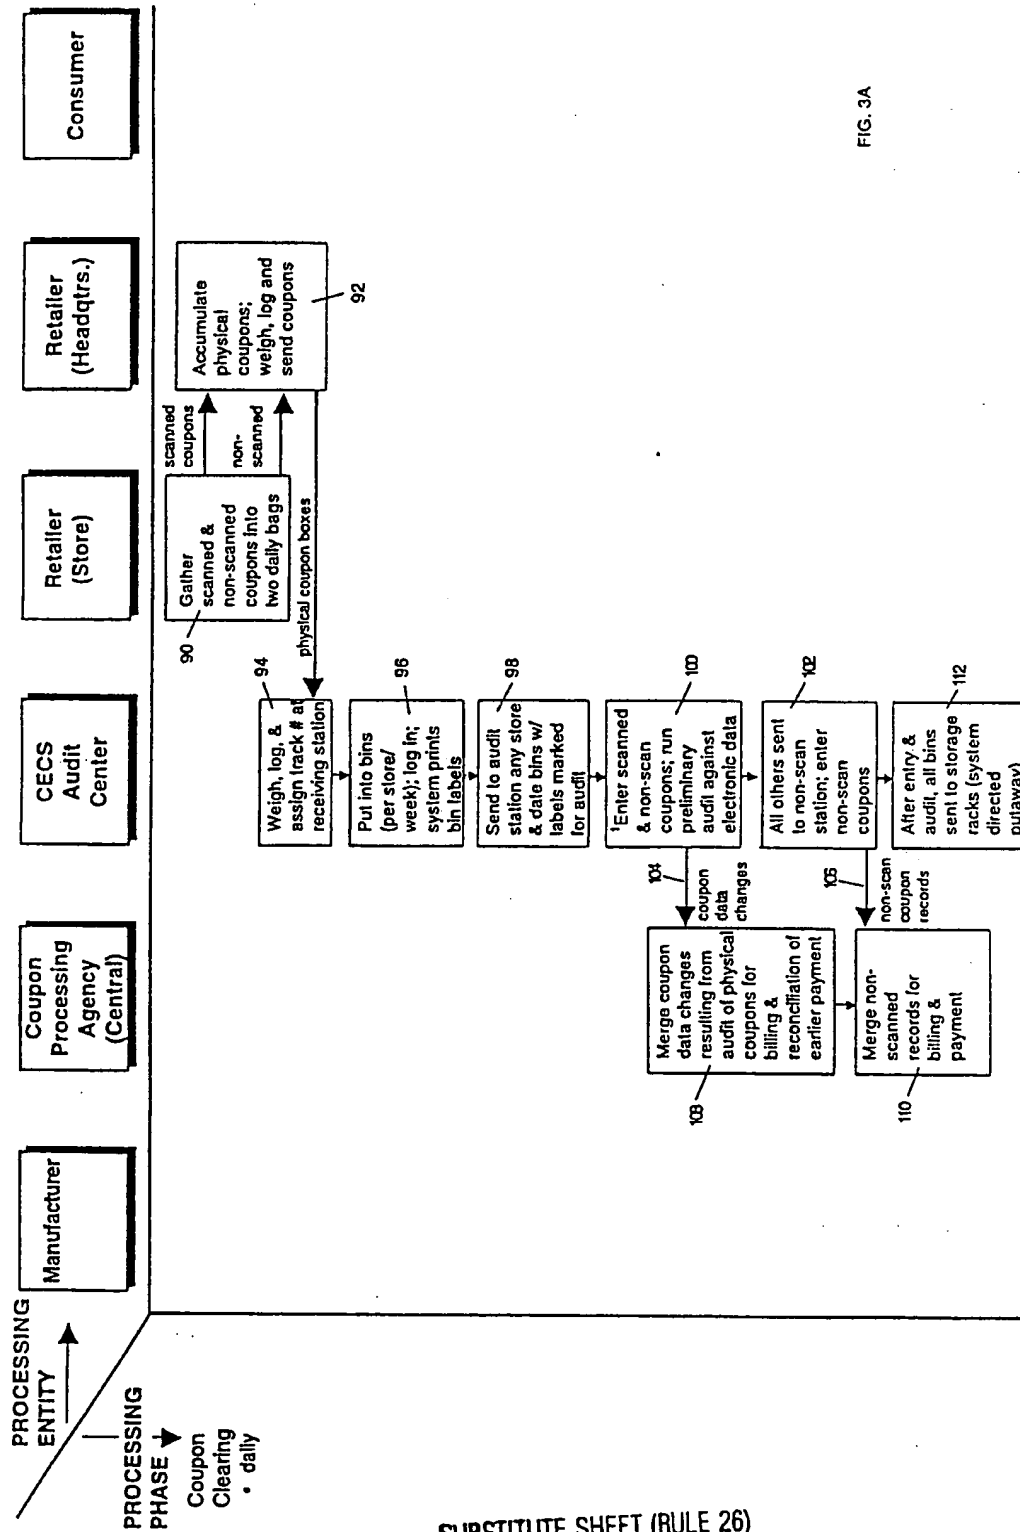 PROCESSING
ENTITY
PROCESSING
PHASE
Coupon
Clearing
• daily
Manufacturer
Coupon
Processing
Agency
(Central)
CECS
Audit
Center
Retailer
(Store)
Retailer
(Headqtrs.)
Consumer
Gather
scanned &
non-scanned
coupons into
two daily bags
90
scanned
coupons
non-
scanned
Accumulate
physical
coupons;
weigh, log and
send coupons
92
physical coupon boxes
94
Weigh, log, &
assign track # at
receiving station
96
Put into bins
(per store/
week); log in;
system prints
bin labels
98
Send to audit
station any store
& date bins w/
labels marked
for audit
100
¹Enter scanned
& non-scan
coupons; run
preliminary
audit against
electronic data
102
All others sent
to non-scan
station; enter
non-scan
coupons
112
After entry &
audit, all bins
sent to storage
racks (system
directed
putaway)
104
coupon
data
changes
106
non-scan
coupon
records
Merge coupon
data changes
resulting from
audit of physical
coupons for
billing &
reconciliation of
earlier payment
108
Merge non-
scanned
records for
billing &
payment
110
FIG. 3A
SUBSTITUTE SHEET (RULE 26)